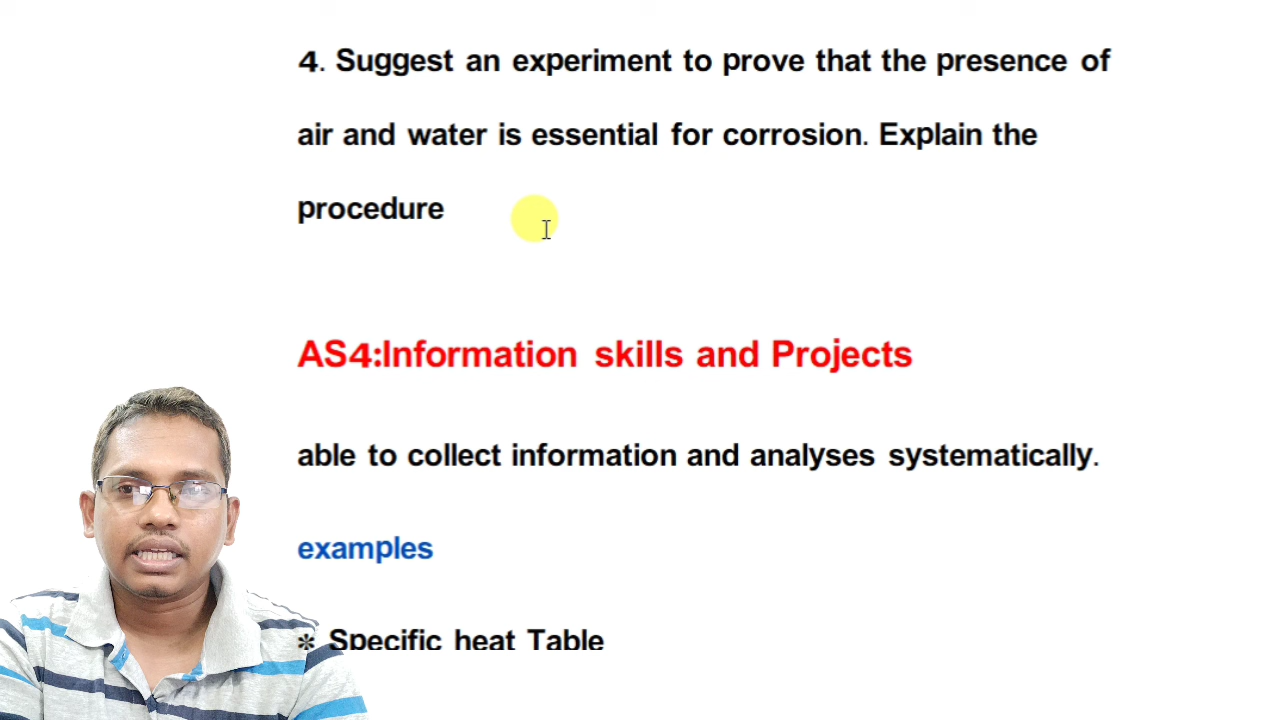 4. Suggest an experiment to prove that the presence of
air and water is essential for corrosion. Explain the
procedure
AS4:Information skills and Projects
able to collect information and analyses systematically.
examples
* Specific heat Table